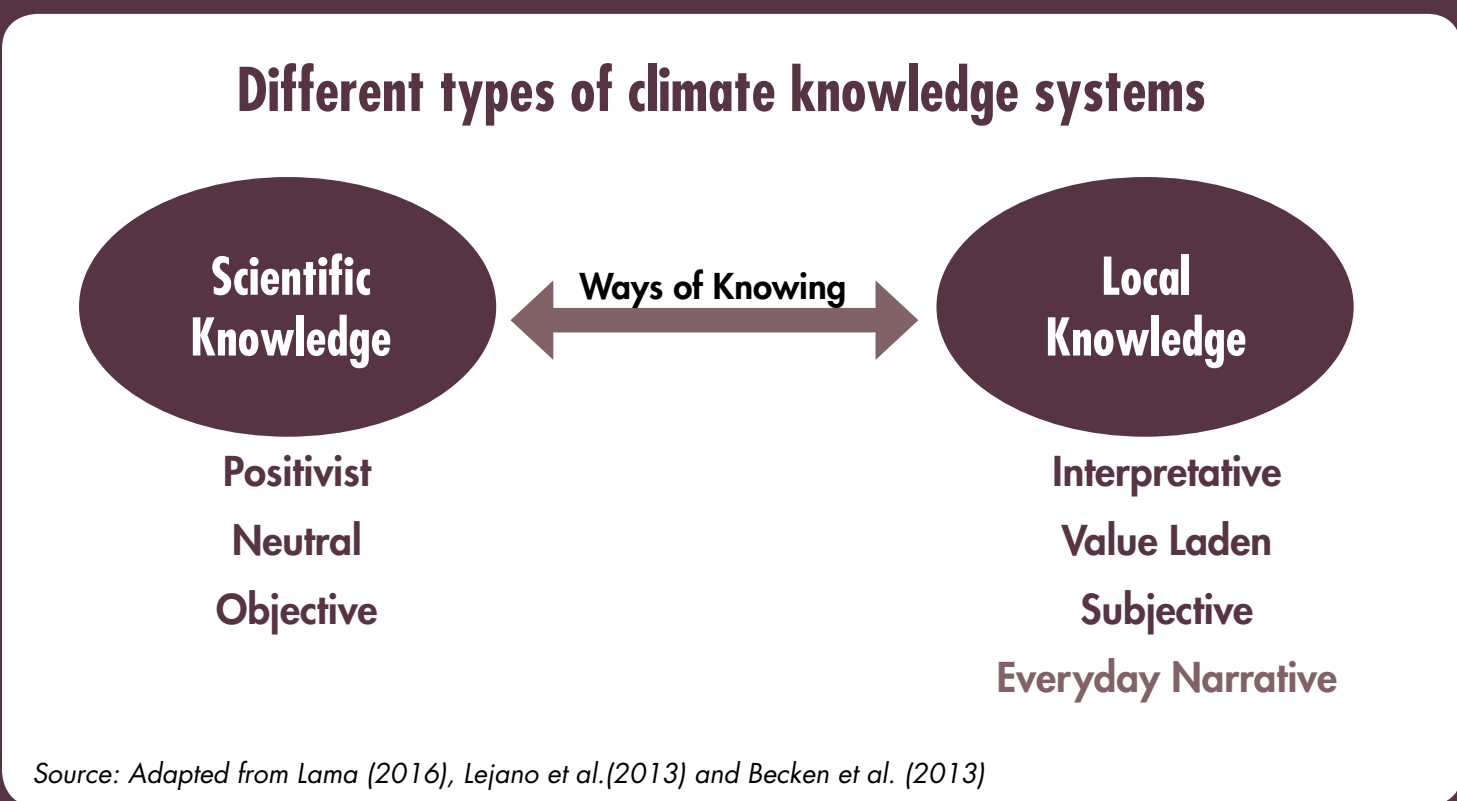 Different types of climate knowledge systems
Scientific
Knowledge
Ways of Knowing
Local
Knowledge
Positivist
Neutral
Objective
Interpretative
Value Laden
Subjective
Everyday Narrative
Source: Adapted from Lama (2016), Lejano et al.(2013) and Becken et al. (2013)